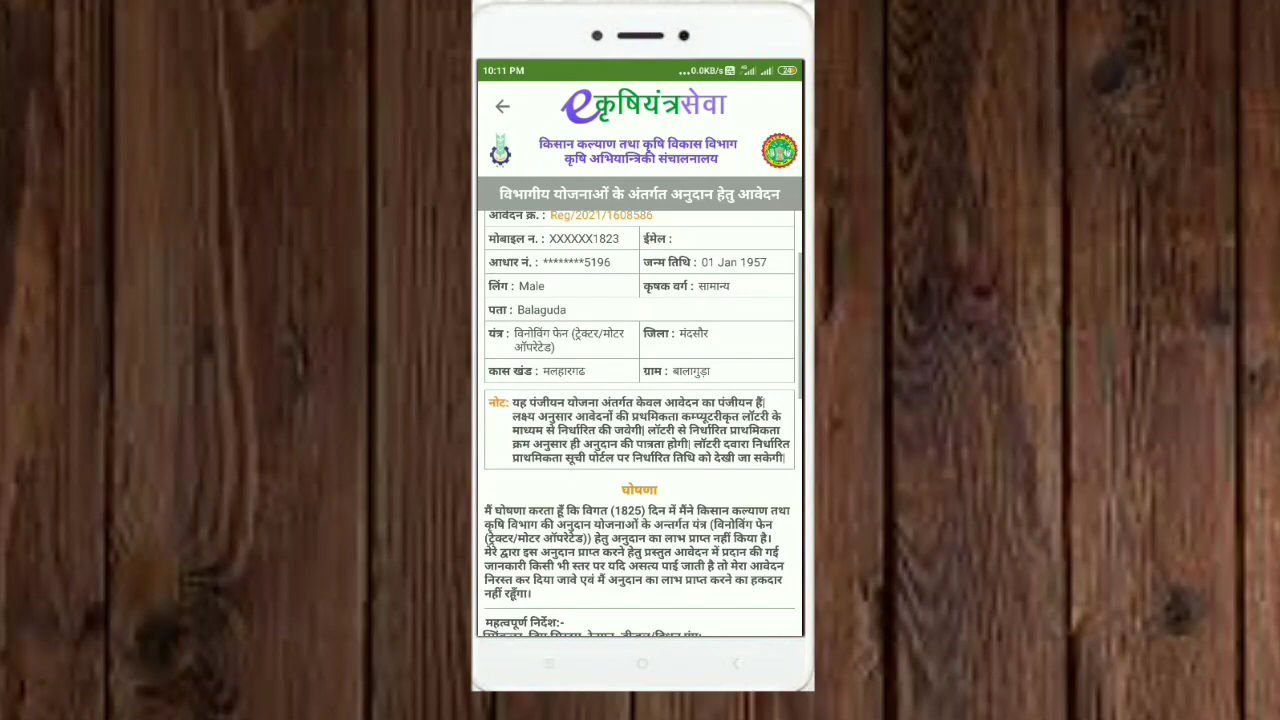 10:11 PM
...0.0KB/s 4G 24
eकृषियंत्रसेवा
किसान कल्याण तथा कृषि विकास विभाग
कृषि अभियान्त्रिकी संचालनालय
विभागीय योजनाओं के अंतर्गत अनुदान हेतु आवेदन
आवेदन क्र. : Reg/2021/1608586
मोबाइल न. : XXXXXX1823 ईमेल :
आधार नं. : ********5196 जन्म तिथि : 01 Jan 1957
लिंग : Male कृषक वर्ग : सामान्य
पता : Balaguda
यंत्र : विनोविंग फेन (ट्रेक्टर/मोटर जिला : मंदसौर
ऑपरेटेड)
कास खंड : मलहारगढ ग्राम : बालागुड़ा
नोट: यह पंजीयन योजना अंतर्गत केवल आवेदन का पंजीयन हैं|
लक्ष्य अनुसार आवेदनों की प्रथमिकता कम्प्यूटरीकृत लॉटरी के
माध्यम से निर्धारित की जवेगी| लॉटरी से निर्धारित प्राथमिकता
क्रम अनुसार ही अनुदान की पात्रता होगी| लॉटरी दवारा निर्धारित
प्राथमिकता सूची पोर्टल पर निर्धारित तिथि को देखी जा सकेगी|
घोषणा
मैं घोषणा करता हूँ कि विगत (1825) दिन में मैंने किसान कल्याण तथा
कृषि विभाग की अनुदान योजनाओं के अन्तर्गत यंत्र (विनोविंग फेन
(ट्रेक्टर/मोटर ऑपरेटेड)) हेतु अनुदान का लाभ प्राप्त नहीं किया है।
मेरे द्वारा इस अनुदान प्राप्त करने हेतु प्रस्तुत आवेदन में प्रदान की गई
जानकारी किसी भी स्तर पर यदि असत्य पाई जाती है तो मेरा आवेदन
निरस्त कर दिया जावे एवं मैं अनुदान का लाभ प्राप्त करने का हकदार
नहीं रहूँगा।
महत्वपूर्ण निर्देश:-